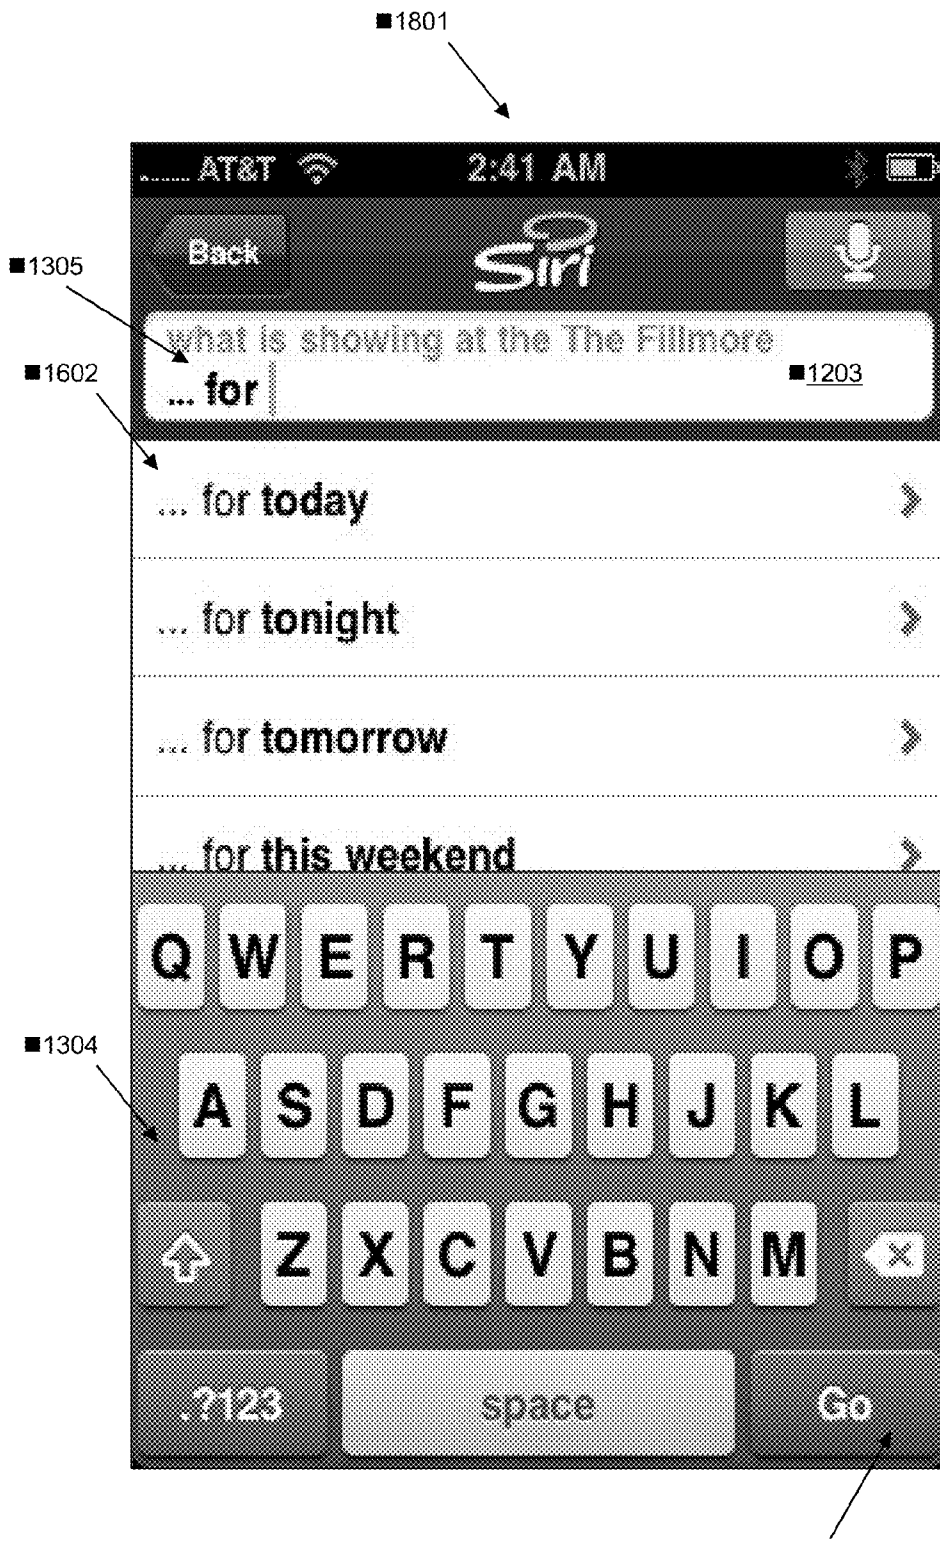 ■1801
AT&T 2:41 AM
Back Siri
■1305
what is showing at the The Fillmore
■1602
... for
■1203
... for today
... for tonight
... for tomorrow
... for this weekend
Q W E R T Y U I O P
■1304
A S D F G H J K L
Z X C V B N M
.?123 space Go